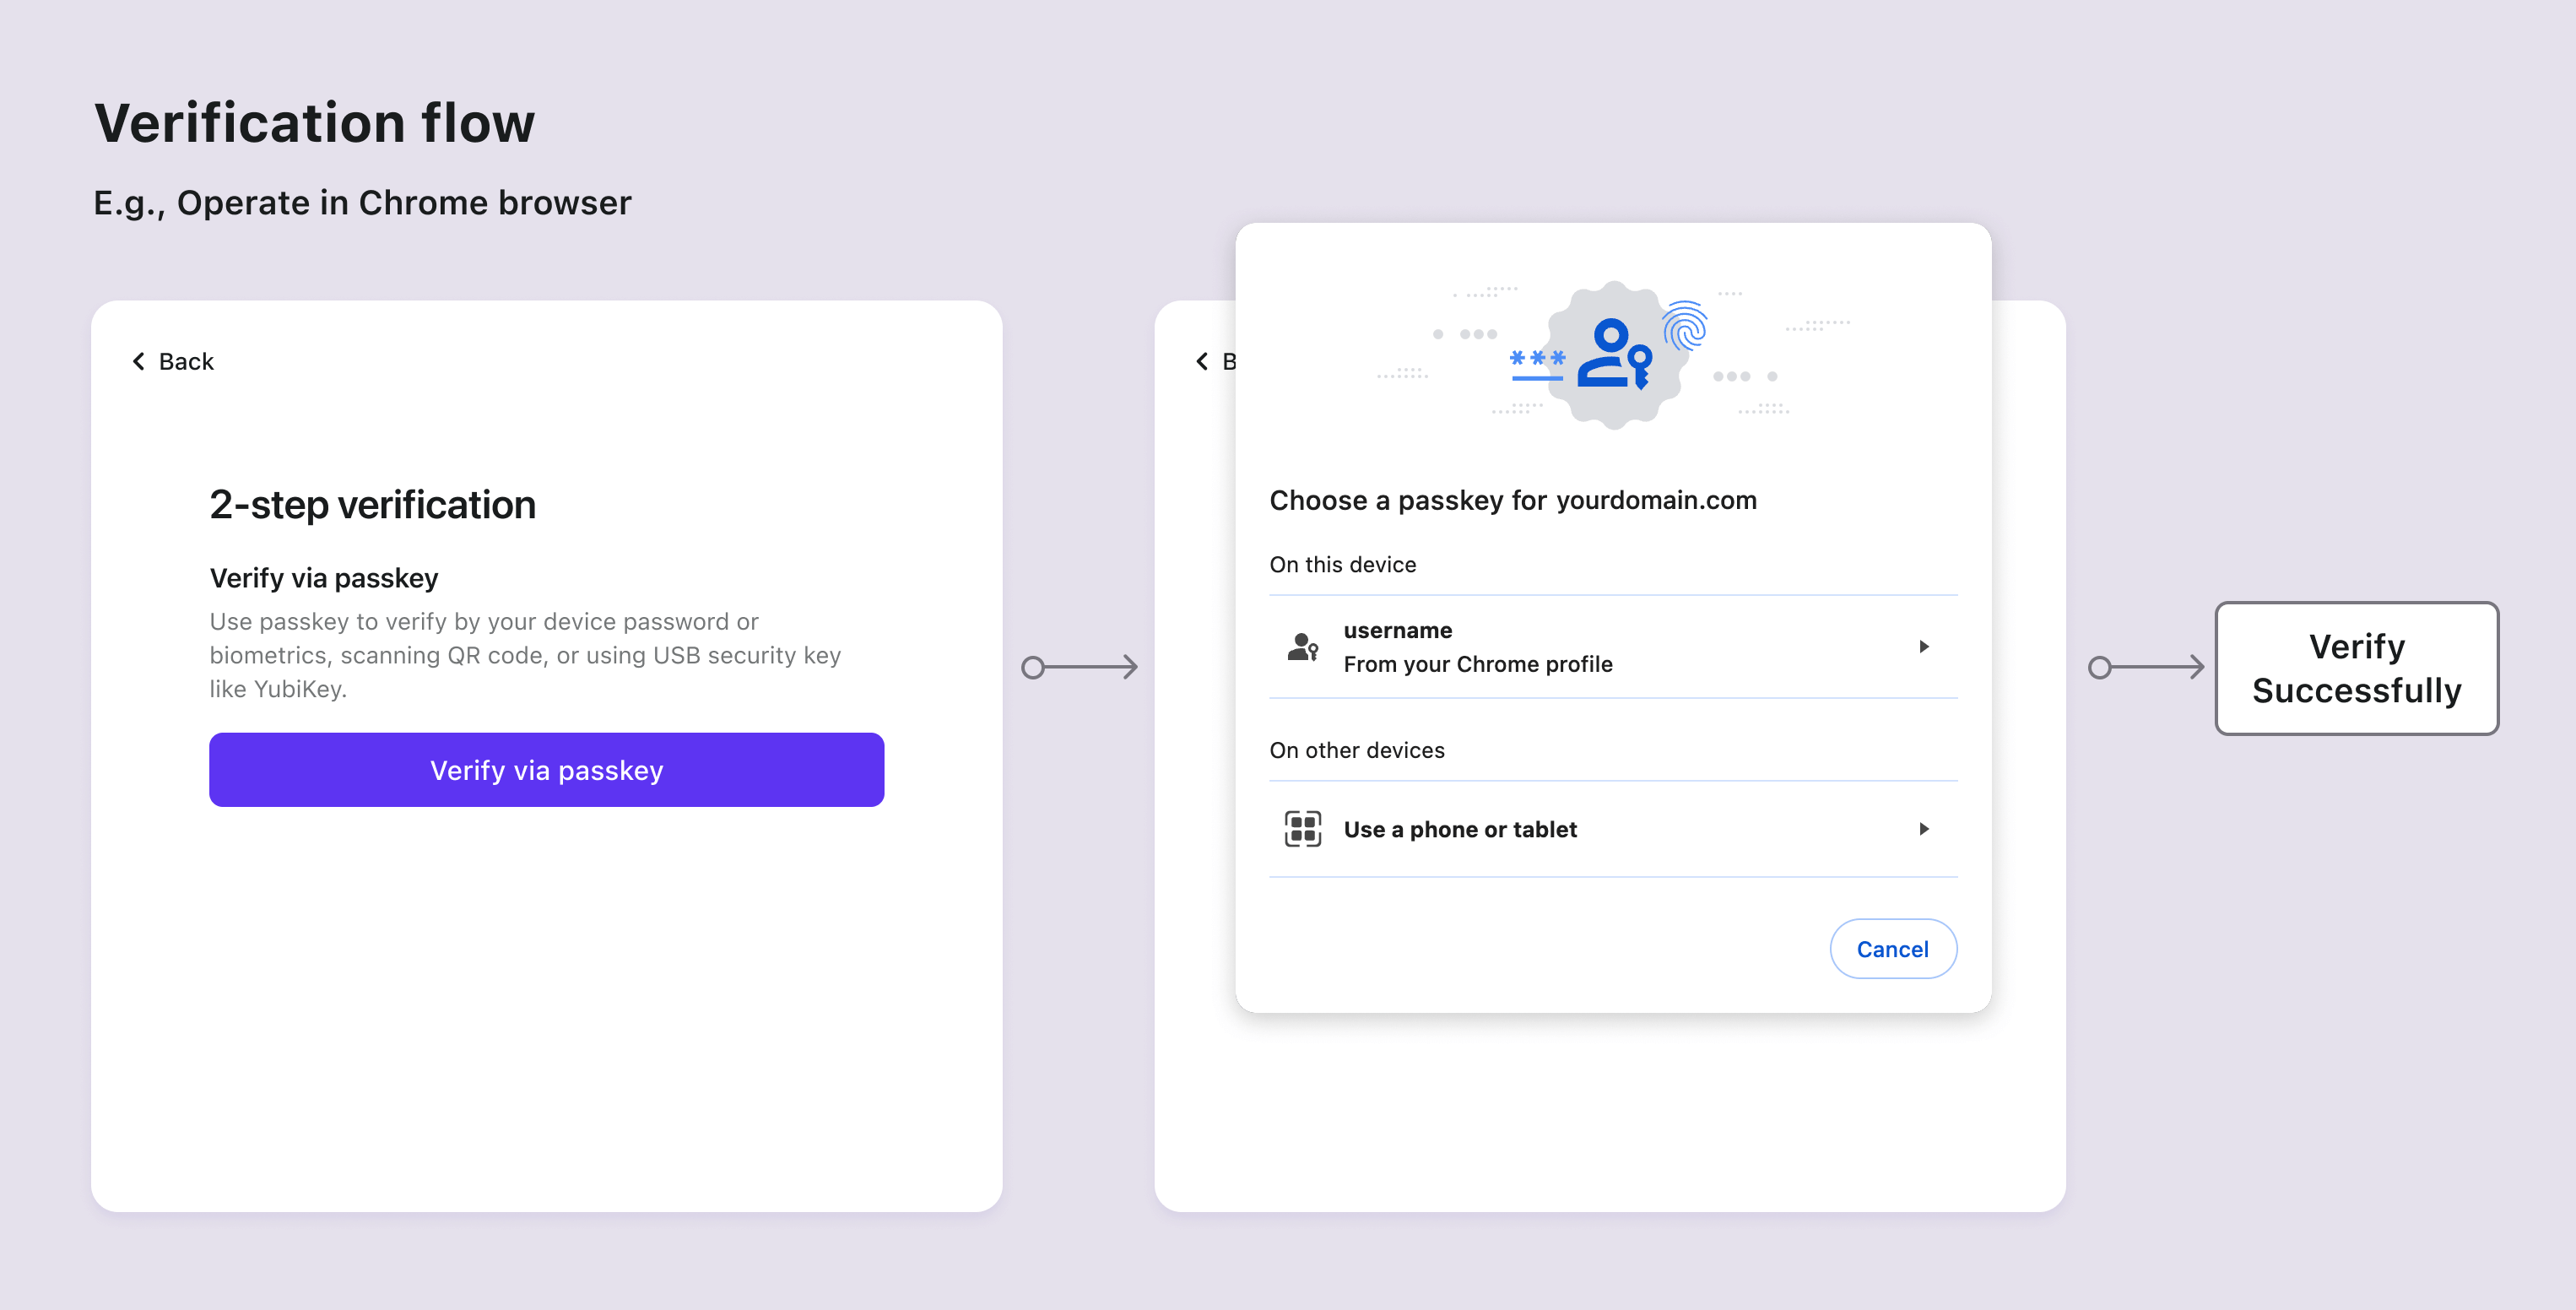 Verification flow
E.g., Operate in Chrome browser
Back
2-step verification
Verify via passkey
Use passkey to verify by your device password or
biometrics, scanning QR code, or using USB security key
like YubiKey.
Verify via passkey
B
***
Choose a passkey for yourdomain.com
On this device
username
From your Chrome profile
On other devices
Use a phone or tablet
Cancel
Verify
Successfully